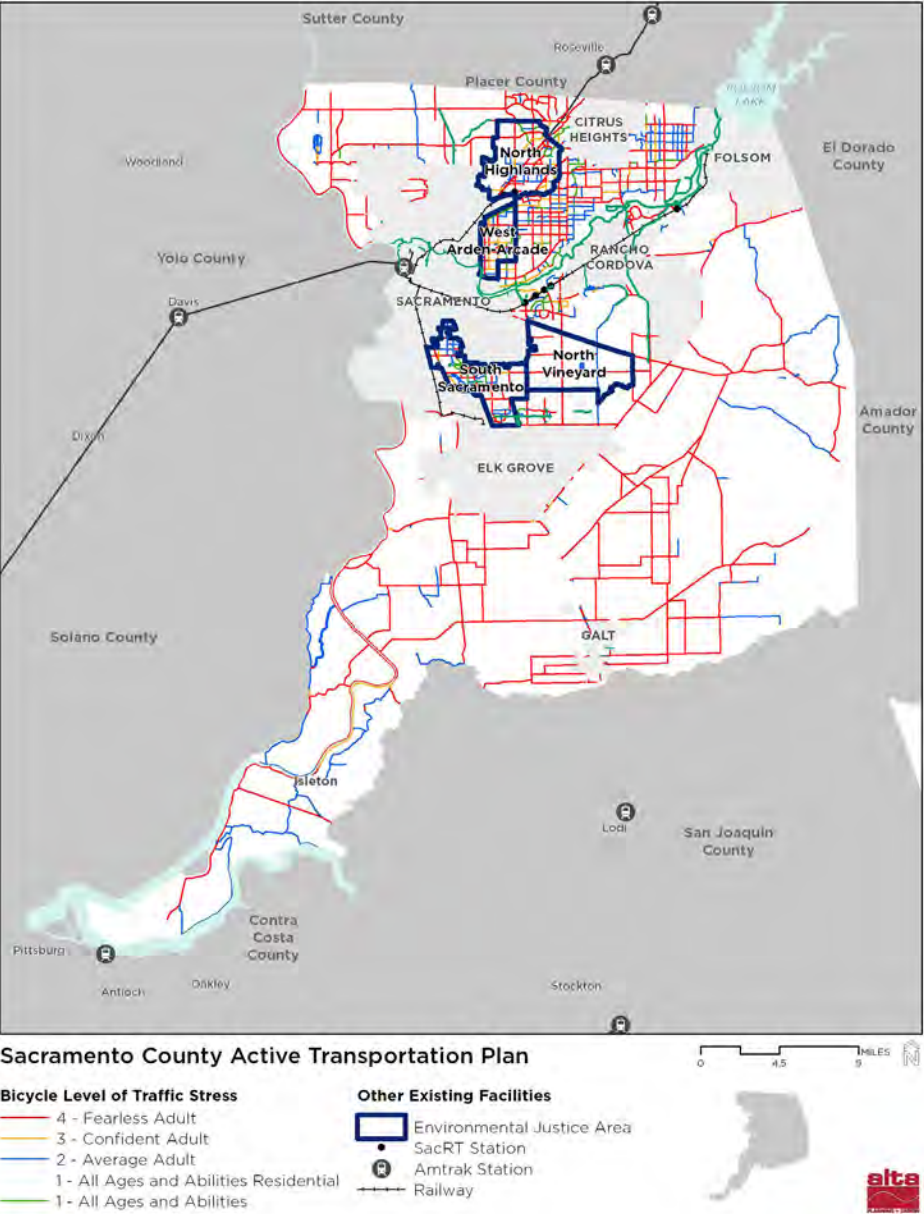 Sutter County
Roseville
Placer County
FOLSOM
LAKE
CITRUS
HEIGHTS
North
Highlands
FOLSOM
El Dorado
County
Woodland
West
Arden-Arcade
RANCHO
CORDOVA
Yolo County
SACRAMENTO
Davis
North
Vineyard
South
Sacramento
Amador
County
Dixon
ELK GROVE
Solano County
GALT
Isleton
Lodi
San Joaquin
County
Contra
Costa
County
Pittsburg
Antioch
Oakley
Stockton
Sacramento County Active Transportation Plan
0 4.5 9 MILES
N
Bicycle Level of Traffic Stress
4 - Fearless Adult
3 - Confident Adult
2 - Average Adult
1 - All Ages and Abilities Residential
1 - All Ages and Abilities
Other Existing Facilities
Environmental Justice Area
SacRT Station
Amtrak Station
Railway
alta
PLANNING + DESIGN